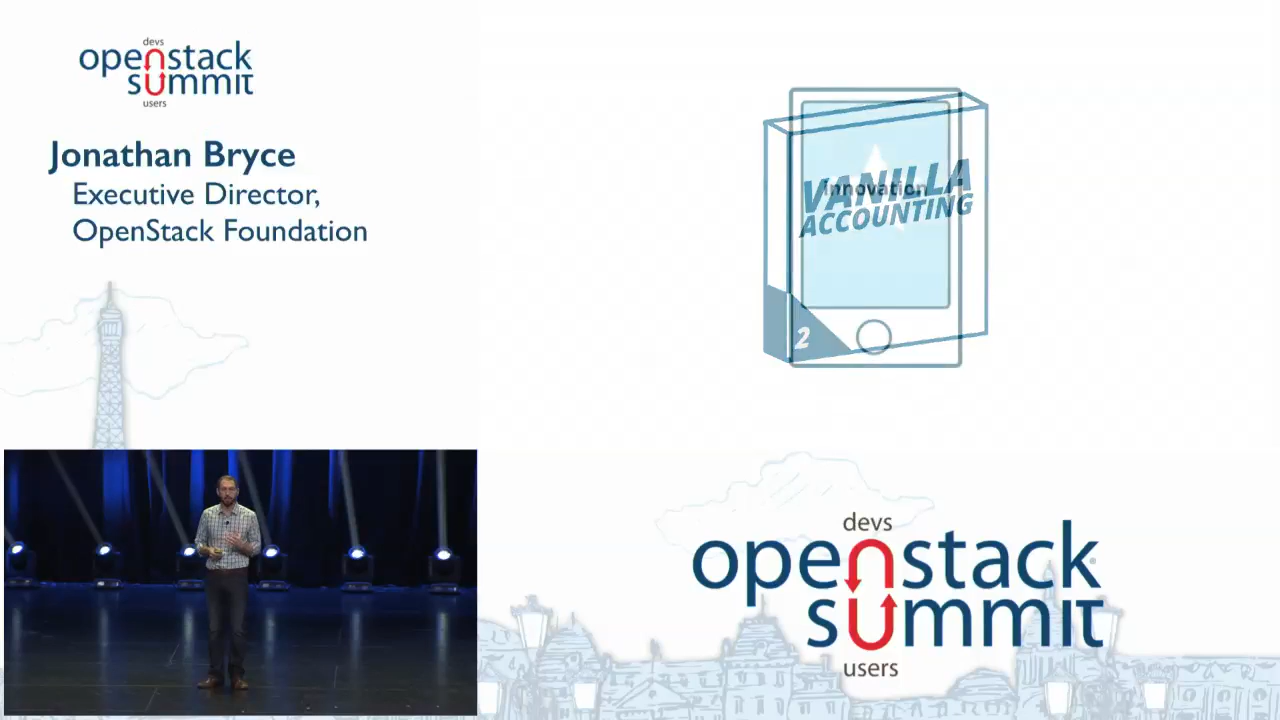 devs
openstack
summit
users
Jonathan Bryce
Executive Director,
OpenStack Foundation
innovation
VANILLA
ACCOUNTING
2
devs
openstack
summit
users